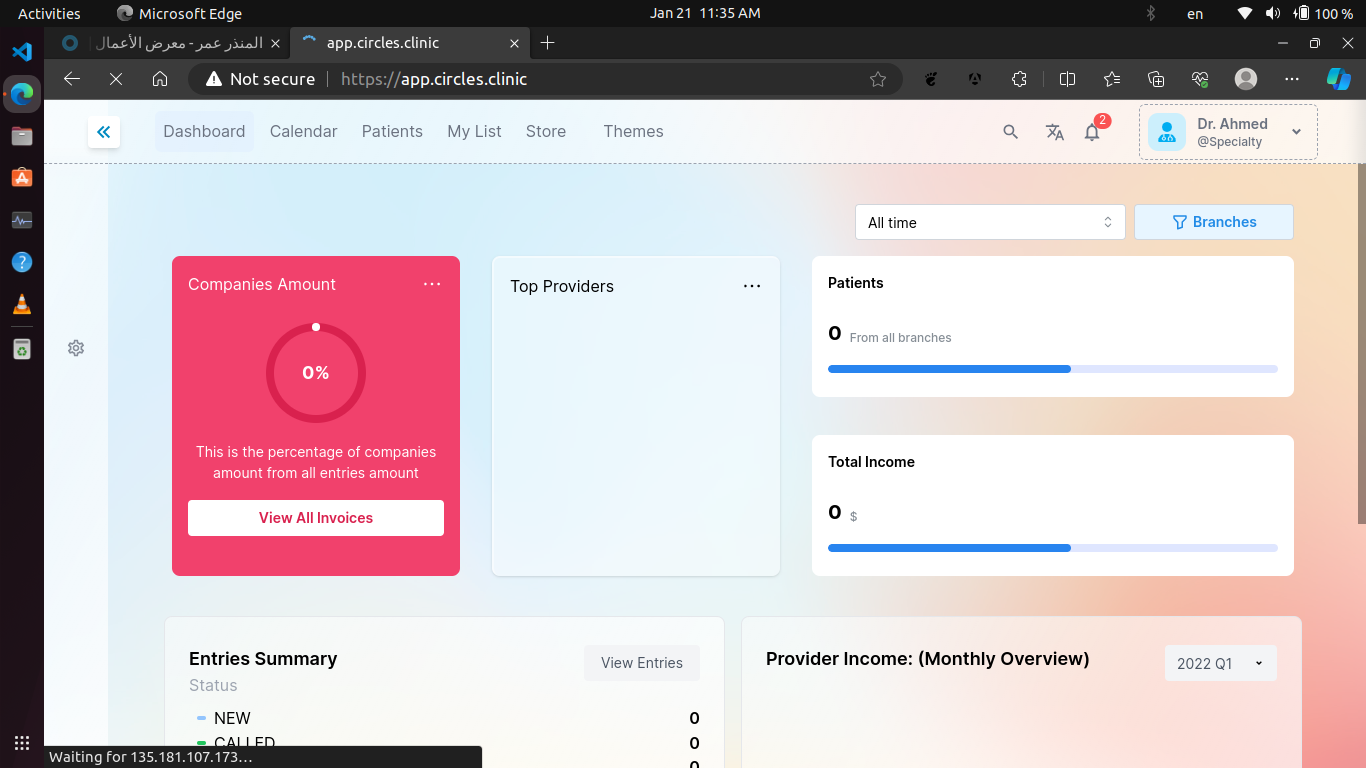 Activities
Microsoft Edge
Jan 21 11:35 AM
en
100 %
المنذر عمر - معرض الأعمال
app.circles.clinic
Not secure
https://app.circles.clinic
Dashboard
Calendar
Patients
My List
Store
Themes
2
Dr. Ahmed
@Specialty
All time
Branches
Companies Amount
0%
This is the percentage of companies
amount from all entries amount
View All Invoices
Top Providers
Patients
0 From all branches
Total Income
0 $
Entries Summary
View Entries
Status
NEW 0
CALLED 0
0
Provider Income: (Monthly Overview)
2022 Q1
Waiting for 135.181.107.173...